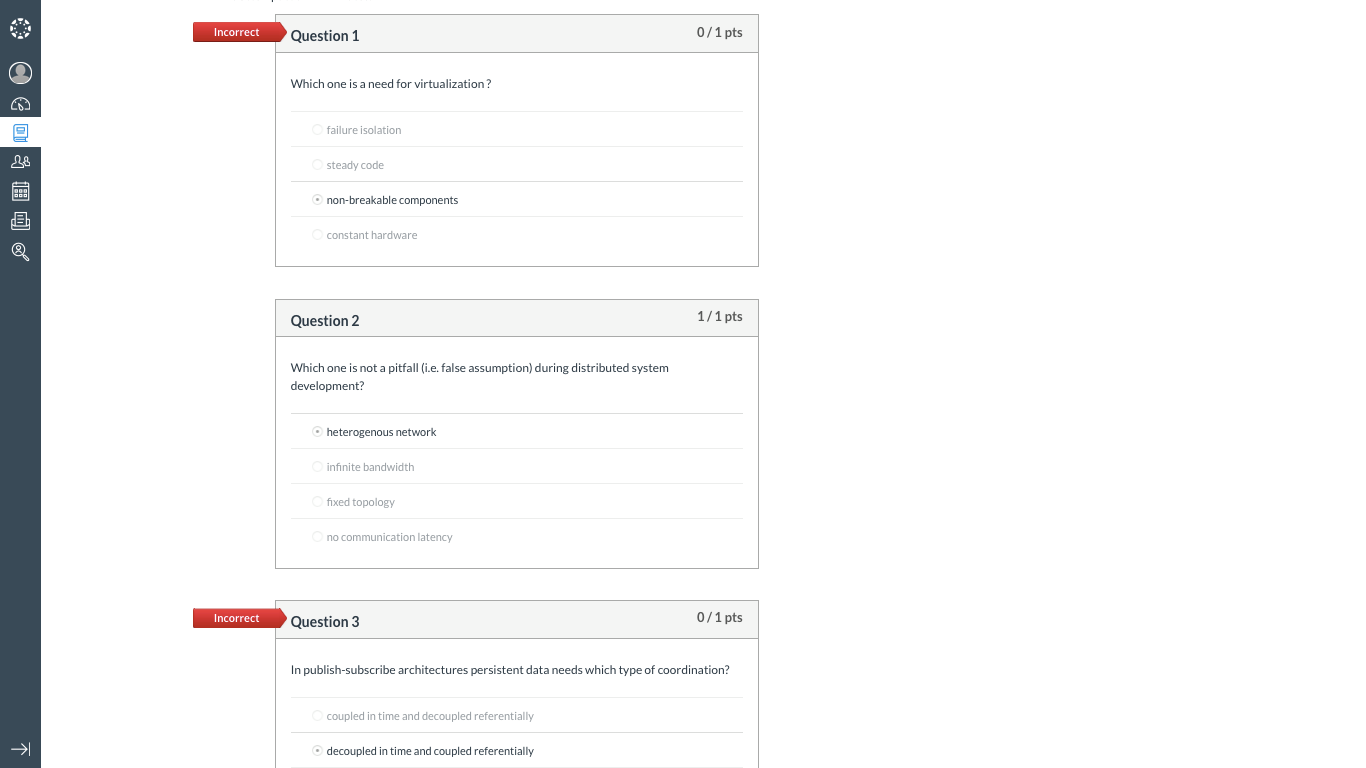 Incorrect
Question 1
0 / 1 pts
Which one is a need for virtualization ?
failure isolation
steady code
non-breakable components
constant hardware
Question 2
1 / 1 pts
Which one is not a pitfall (i.e. false assumption) during distributed system
development?
heterogenous network
infinite bandwidth
fixed topology
no communication latency
Incorrect
Question 3
0 / 1 pts
In publish-subscribe architectures persistent data needs which type of coordination?
coupled in time and decoupled referentially
decoupled in time and coupled referentially